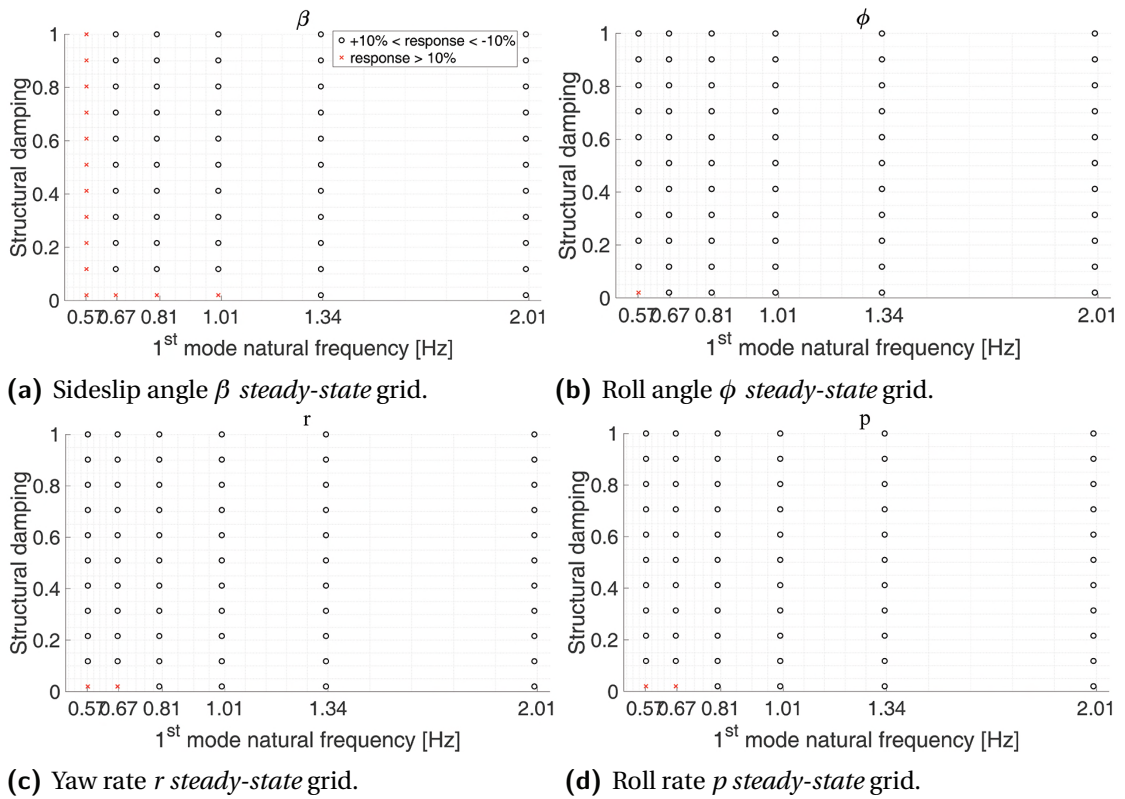 β
Structural damping
1
0.8
0.6
0.4
0.2
0
+10% < response < -10%
response > 10%
0.57 0.67 0.81 1.01 1.34 2.01
1st mode natural frequency [Hz]
(a) Sideslip angle β steady-state grid.
ϕ
Structural damping
1
0.8
0.6
0.4
0.2
0
0.57 0.67 0.81 1.01 1.34 2.01
1st mode natural frequency [Hz]
(b) Roll angle ϕ steady-state grid.
r
Structural damping
1
0.8
0.6
0.4
0.2
0
0.57 0.67 0.81 1.01 1.34 2.01
1st mode natural frequency [Hz]
(c) Yaw rate r steady-state grid.
p
Structural damping
1
0.8
0.6
0.4
0.2
0
0.57 0.67 0.81 1.01 1.34 2.01
1st mode natural frequency [Hz]
(d) Roll rate p steady-state grid.